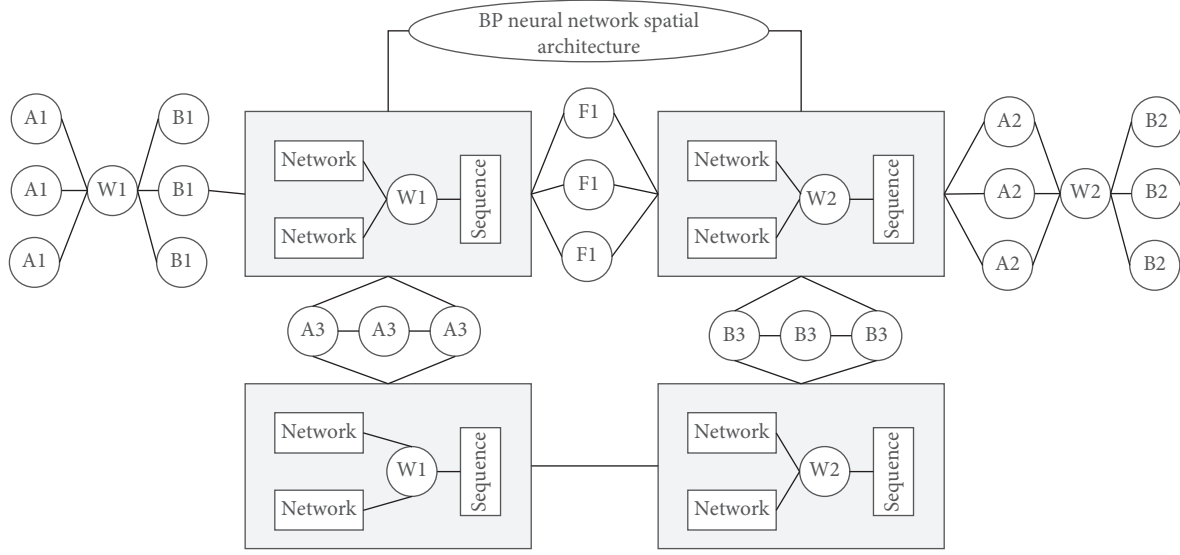 BP neural network spatial
architecture
A1
A1
A1
W1
B1
B1
B1
Network
Network
W1
Sequence
F1
F1
F1
Network
Network
W2
Sequence
A2
A2
A2
W2
B2
B2
B2
A3
A3
A3
B3
B3
B3
Network
Network
W1
Sequence
Network
Network
W2
Sequence